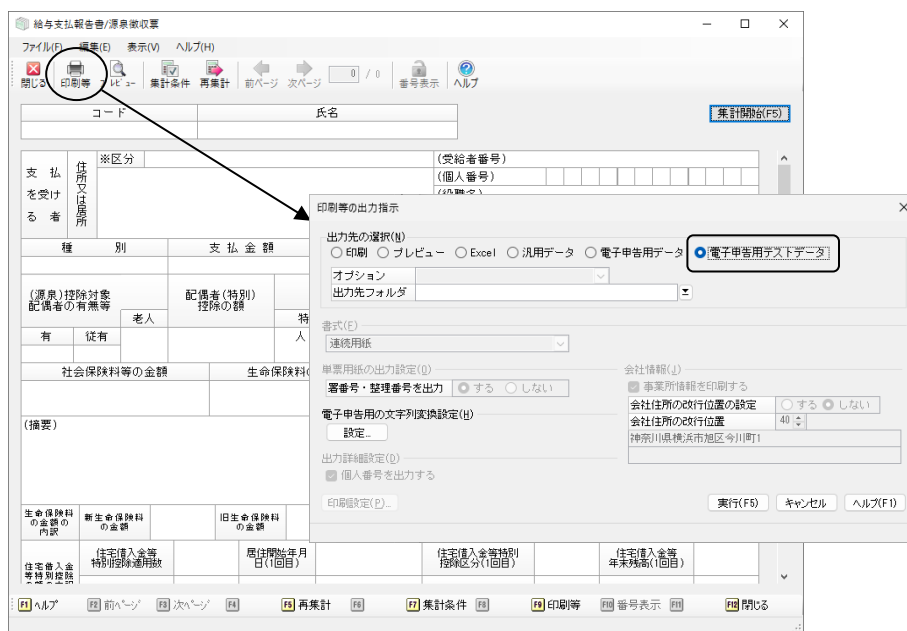 給与支払報告書/源泉徴収票
ファイル(F) 編集(E) 表示(V) ヘルプ(H)
閉じる 印刷等 プレビュー 集計条件 再集計 前ページ 次ページ 0 / 0 番号表示 ヘルプ
コード 氏名
集計開始(F5)
支払を受ける者
住所又は居所
※区分
(受給者番号)
(個人番号)
種 別 支払金額
(源泉)控除対象配偶者の有無等
老人
配偶者(特別)控除の額
特
有 従有 人
社会保険料等の金額
(摘要)
生命保険料の金額の内訳
新生命保険料の金額
旧生命保険料の金額
住宅借入金等特別控除適用数
居住開始年月日(1回目)
住宅借入金等特別控除区分(1回目)
住宅借入金等年末残高(1回目)
印刷等の出力指示
出力先の選択(N)
印刷 プレビュー Excel 汎用データ 電子申告用データ 電子申告用テストデータ
オプション
出力先フォルダ
書式(E)
連続用紙
単票用紙の出力設定(O)
署番号・整理番号を出力 する しない
電子申告用の文字列変換設定(H)
設定...
出力詳細設定(D)
個人番号を出力する
印刷設定(P)...
会社情報(J)
事業所情報を印刷する
会社住所の改行位置の設定 する しない
会社住所の改行位置 40
神奈川県横浜市旭区今川町1
実行(F5) キャンセル ヘルプ(F1)
F1 ヘルプ F2 前ページ F3 次ページ F4 F5 再集計 F6 F7 集計条件 F8 F9 印刷等 F10 番号表示 F11 F12 閉じる